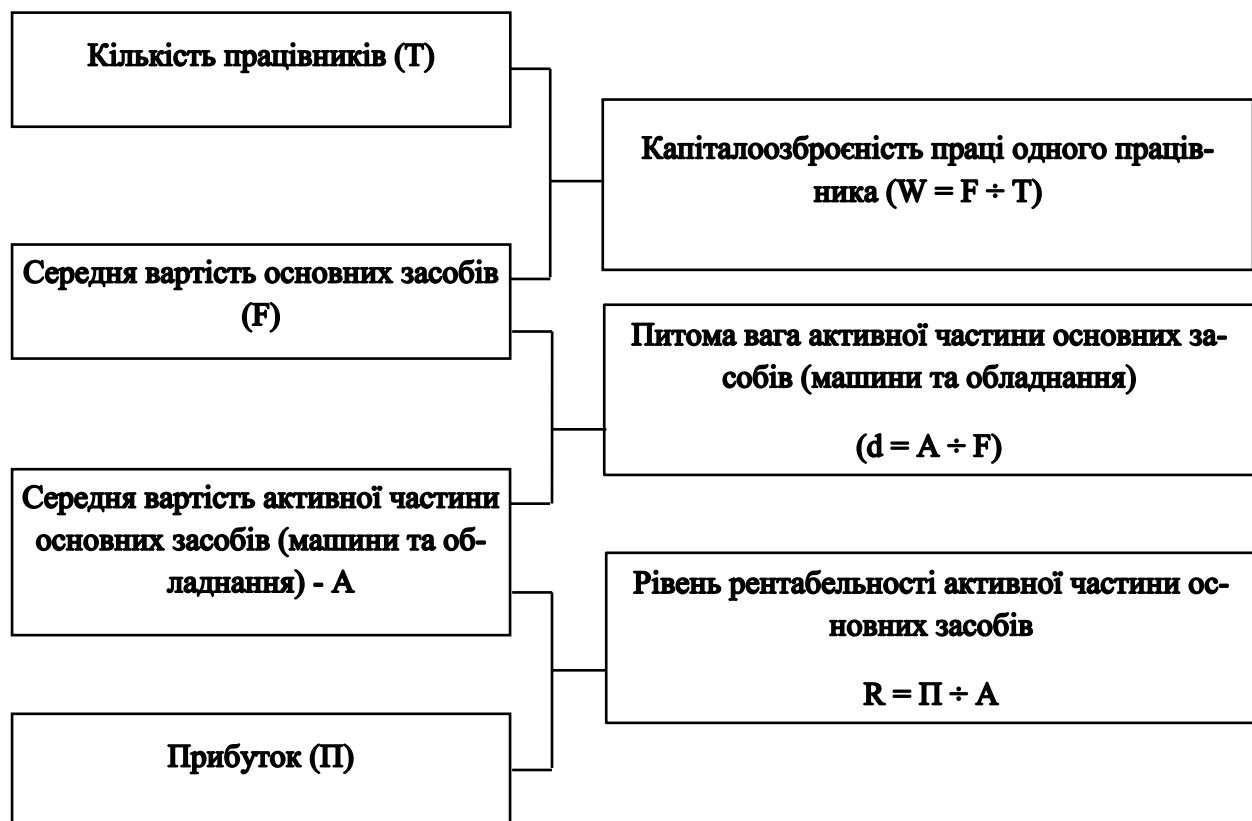 Кількість працівників (Т)
Капіталоозброєність праці одного праців-
ника (W = F ÷ T)
Середня вартість основних засобів
(F)
Питома вага активної частини основних за-
собів (машини та обладнання)
(d = A ÷ F)
Середня вартість активної частини
основних засобів (машини та об-
ладнання) - А
Рівень рентабельності активної частини ос-
новних засобів
R = П ÷ А
Прибуток (П)